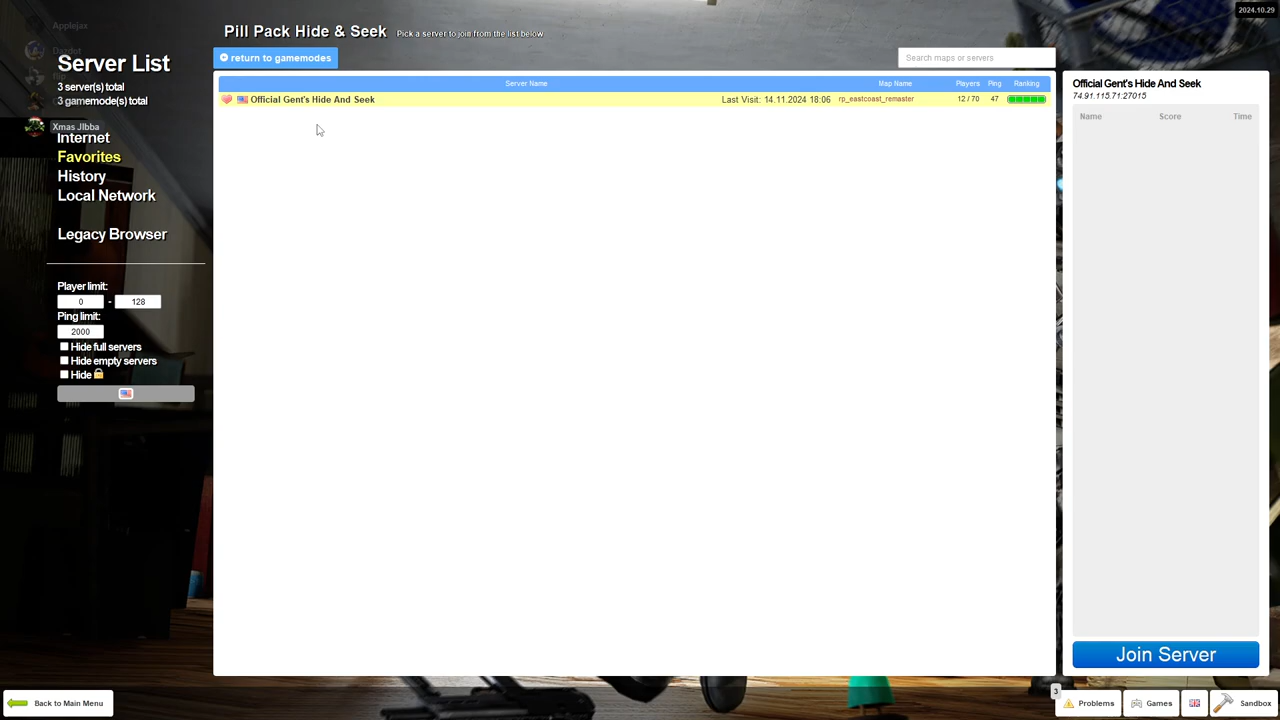 Applejax
2024.10.29
Pill Pack Hide & Seek Pick a server to join from the list below
Dazdot
Server List
return to gamemodes
Search maps or servers
flip
3 server(s) total
3 gamemode(s) total
Server Name Map Name Players Ping Ranking
Official Gent's Hide And Seek Last Visit: 14.11.2024 18:06 rp_eastcoast_remaster 12 / 70 47
Official Gent's Hide And Seek
74.91.115.71:27015
Name Score Time
Xmas JIbba
Internet
Favorites
History
Local Network
Legacy Browser
Player limit:
0 - 128
Ping limit:
2000
Hide full servers
Hide empty servers
Hide
Join Server
Back to Main Menu
3
Problems
Games
Sandbox